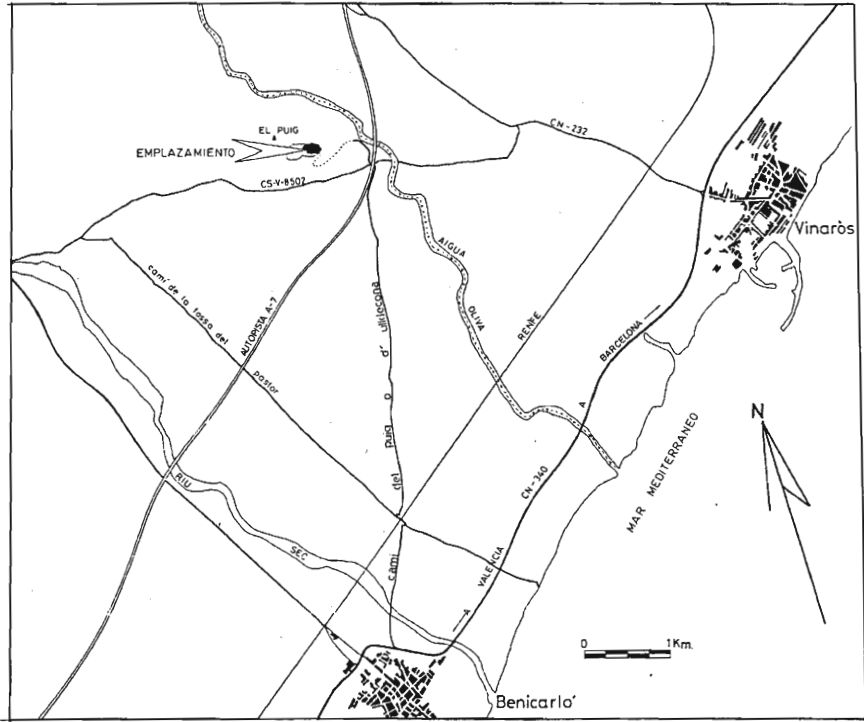 CN-232
EL PUIG
EMPLAZAMIENTO
CS-V-8502
Vinaròs
AIGUA
OLIVA
camí de la fossa del
pastor
AUTOPISTA A-7
RENFE
BARCELONA
A
camí del puig o d'ulldecona
N
MAR MEDITERRANEO
CN-340
RIU
SEC
VALENCIA
A
0 1Km.
Benicarló